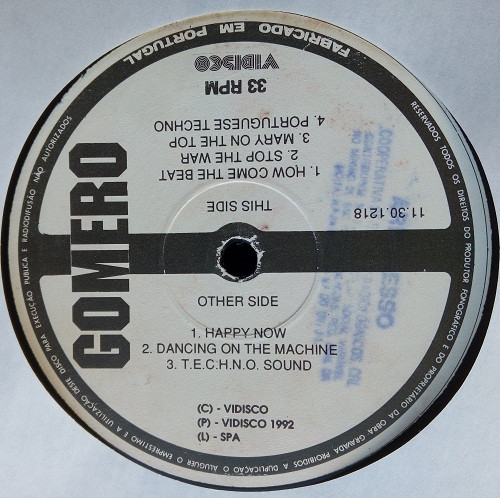 GOMERO
FABRICADO EM PORTUGAL
RESERVADOS TODOS OS DIREITOS DO PRODUTOR FONOGRÁFICO E DO PROPRIETARIO DA OBRA GRAVADA PROIBIDOS A DUPLICAÇÃO O ALUGUER O EMPRESTIMO E A UTILIZAÇÃO DESTE DISCO PARA EXECUÇÃO PUBLICA E RADIODIFUSÃO NÃO AUTORIZADOS
VIDISCO
33 RPM
THIS SIDE
1. HOW COME THE BEAT
2. STOP THE WAR
3. MARY ON THE TOP
4. PORTUGUESE TECHNO
11.30.1218
OTHER SIDE
1. HAPPY NOW
2. DANCING ON THE MACHINE
3. T.E.C.H.N.O. SOUND
(C) - VIDISCO
(P) - VIDISCO 1992
(L) - SPA